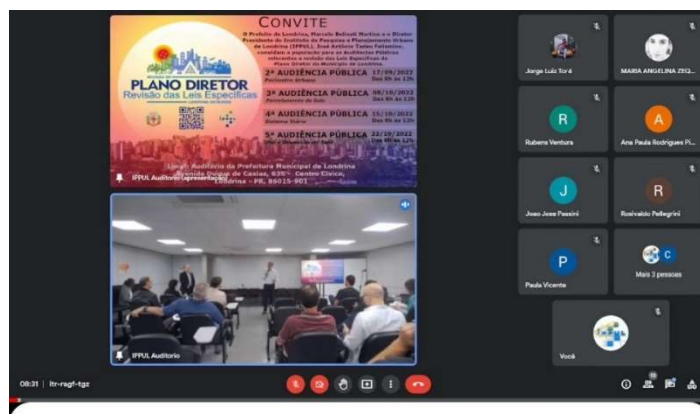 CONVITE
O Prefeito de Londrina, Marcelo Belinati Martins e o Diretor
Presidente do Instituto de Pesquisa e Planejamento Urbano
de Londrina (IPPUL), José Antônio Tadeu Felismino,
convidam a população para as Audiências Públicas
referentes a revisão das Leis Específicas do
Plano Diretor do Município de Londrina.
REVISÃO DO
PLANO DIRETOR
Revisão das Leis Específicas
2ª AUDIÊNCIA PÚBLICA 17/09/2022
Perímetro Urbano Das 8h às 12h
3ª AUDIÊNCIA PÚBLICA 08/10/2022
Parcelamento do Solo Das 8h às 12h
4ª AUDIÊNCIA PÚBLICA 15/10/2022
Sistema Viário Das 8h às 12h
5ª AUDIÊNCIA PÚBLICA 22/10/2022
Das 8h às 12h
Local: Auditório da Prefeitura Municipal de Londrina
Avenida Duque de Caxias, 635 - Centro Cívico,
Londrina - PR, 86015-901
IPPUL Auditorio (apresentação)
IPPUL Auditorio
Jorge Luiz Toré
MARIA ANGELINA ZEQ...
R
Rubens Ventura
A
Ana Paula Rodrigues Pi...
J
Joao Jose Passini
R
Rosivaldo Pellegrini
P
Paula Vicente
C
Mais 3 pessoas
Você
08:31 | ltr-ragf-tgz